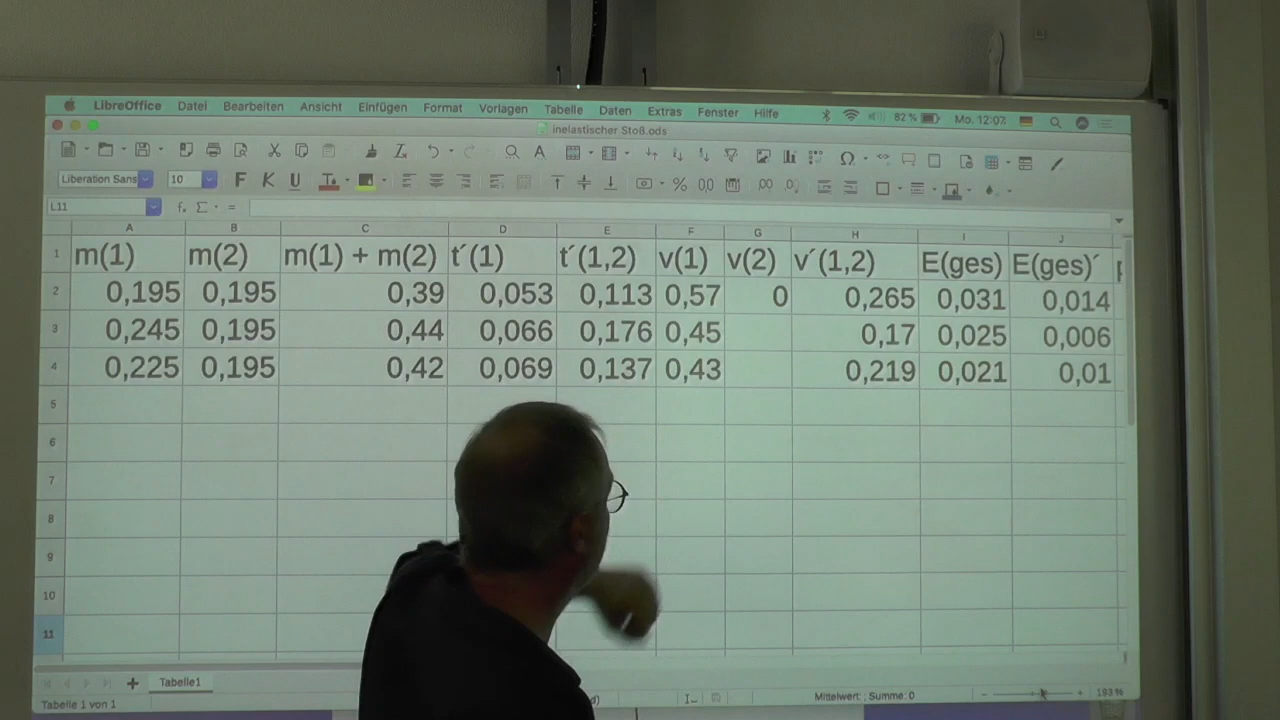 LibreOffice Datei Bearbeiten Ansicht Einfügen Format Vorlagen Tabelle Daten Extras Fenster Hilfe 82 % Mo. 12:07
inelastischer Stoß.ods
Liberation Sans 10 F K U
L11
A B C D E F G H I J
1 m(1) m(2) m(1) + m(2) t´(1) t´(1,2) v(1) v(2) v´(1,2) E(ges) E(ges)´
2 0,195 0,195 0,39 0,053 0,113 0,57 0 0,265 0,031 0,014
3 0,245 0,195 0,44 0,066 0,176 0,45 0,17 0,025 0,006
4 0,225 0,195 0,42 0,069 0,137 0,43 0,219 0,021 0,01
5
6
7
8
9
10
11
Tabelle1
Tabelle 1 von 1 Mittelwert: ; Summe: 0 193 %